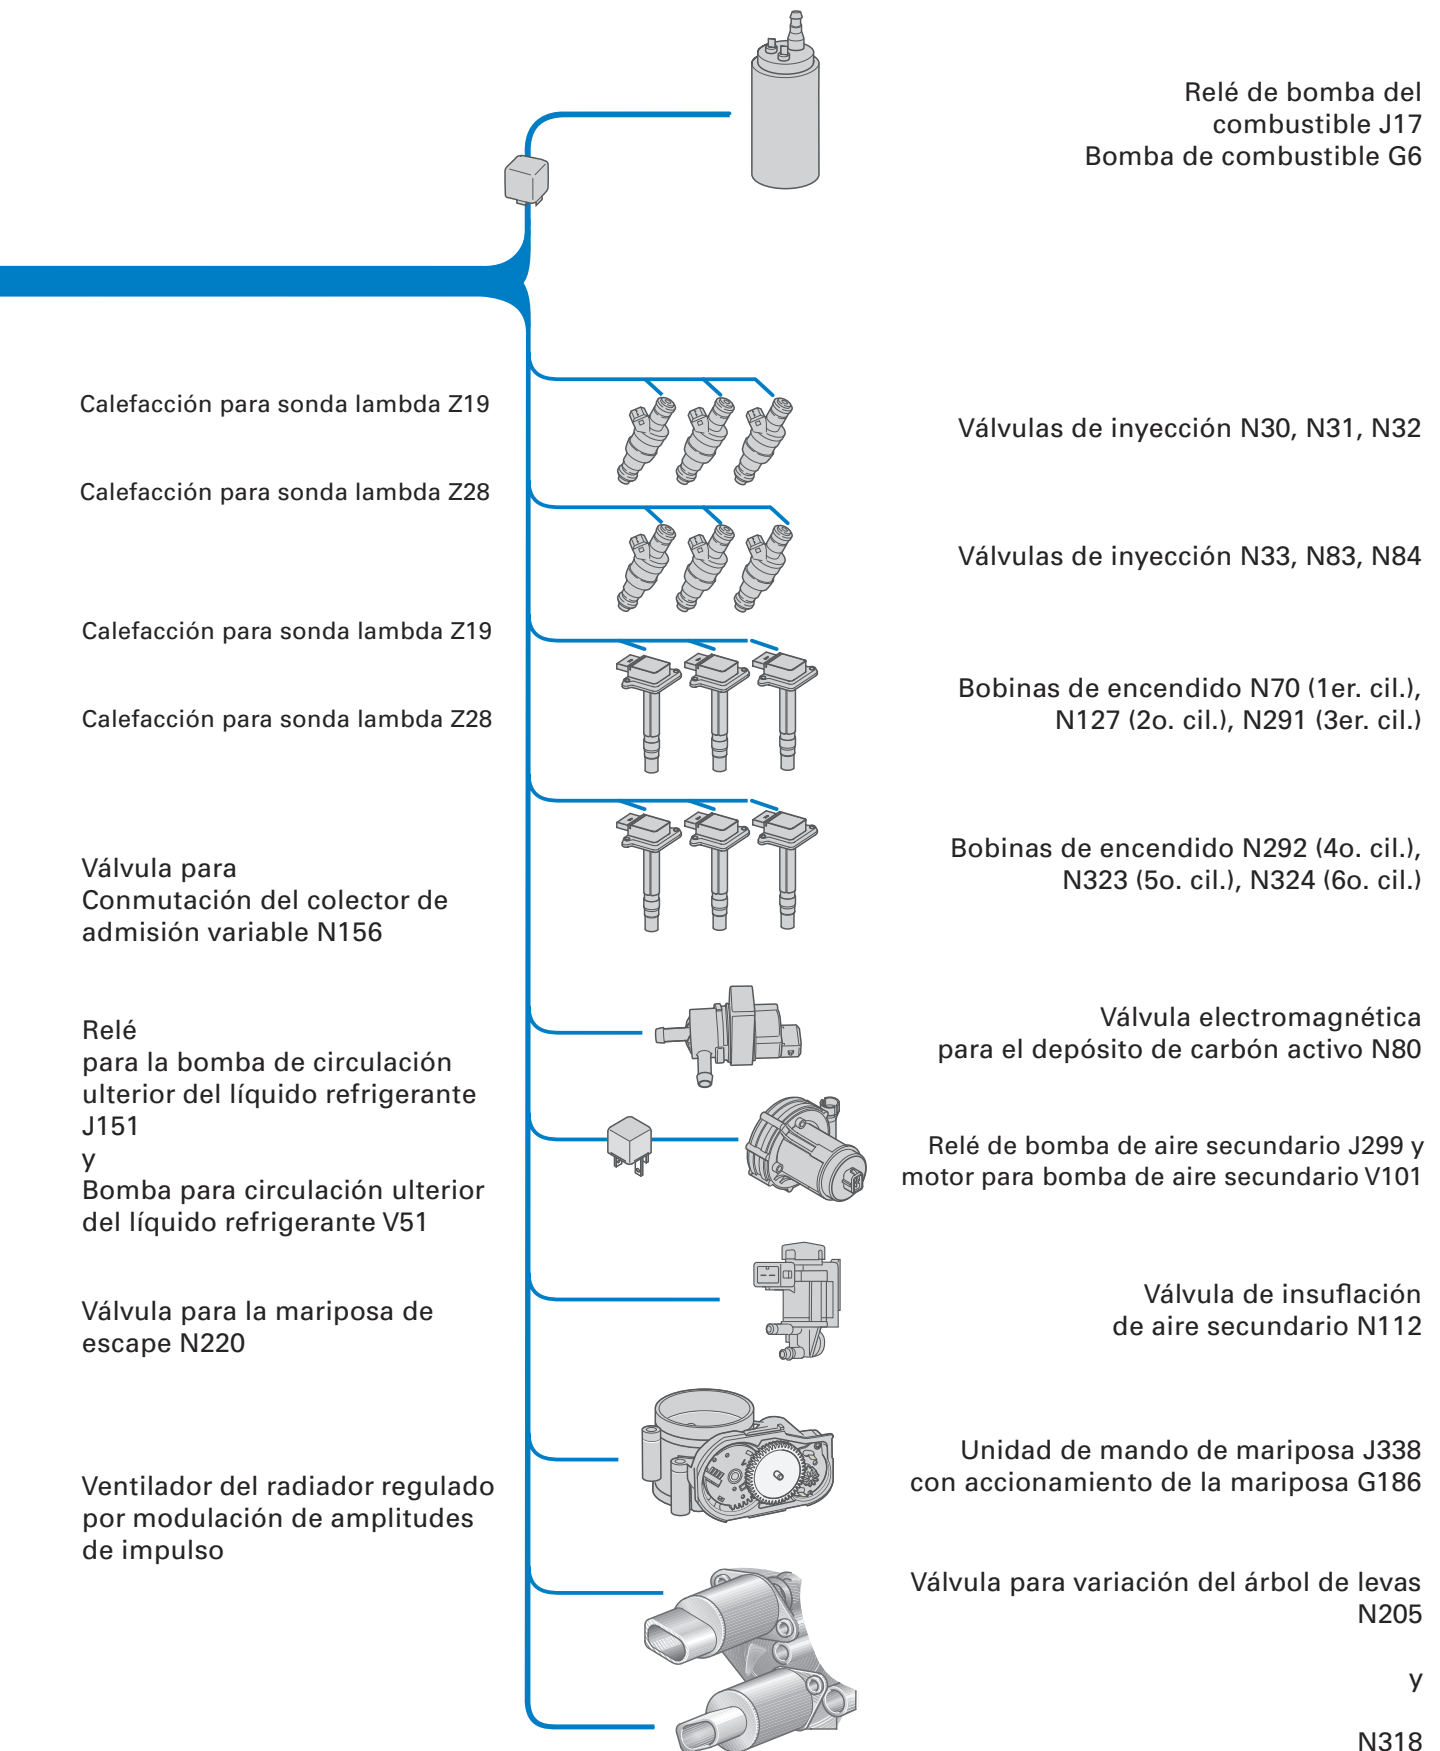 Relé de bomba del
combustible J17
Bomba de combustible G6
Calefacción para sonda lambda Z19
Calefacción para sonda lambda Z28
Calefacción para sonda lambda Z19
Calefacción para sonda lambda Z28
Válvula para
Conmutación del colector de
admisión variable N156
Relé
para la bomba de circulación
ulterior del líquido refrigerante
J151
y
Bomba para circulación ulterior
del líquido refrigerante V51
Válvula para la mariposa de
escape N220
Ventilador del radiador regulado
por modulación de amplitudes
de impulso
Válvulas de inyección N30, N31, N32
Válvulas de inyección N33, N83, N84
Bobinas de encendido N70 (1er. cil.),
N127 (2o. cil.), N291 (3er. cil.)
Bobinas de encendido N292 (4o. cil.),
N323 (5o. cil.), N324 (6o. cil.)
Válvula electromagnética
para el depósito de carbón activo N80
Relé de bomba de aire secundario J299 y
motor para bomba de aire secundario V101
Válvula de insuflación
de aire secundario N112
Unidad de mando de mariposa J338
con accionamiento de la mariposa G186
Válvula para variación del árbol de levas
N205
y
N318